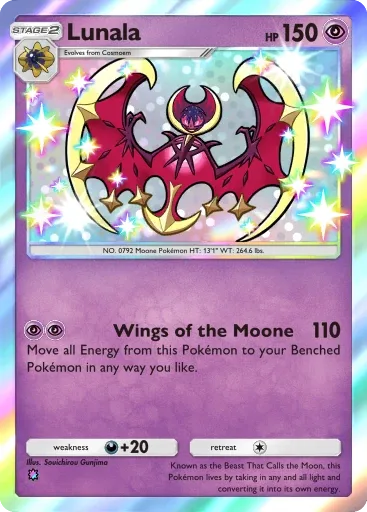 STAGE 2 Lunala HP 150
Evolves from Cosmoem
NO. 0792 Moone Pokémon HT: 13'1" WT: 264.6 lbs.
Wings of the Moone 110
Move all Energy from this Pokémon to your Benched
Pokémon in any way you like.
weakness +20 retreat
Illus. Souichirou Gunjima
Known as the Beast That Calls the Moon, this
Pokémon lives by taking in any and all light and
converting it into its own energy.